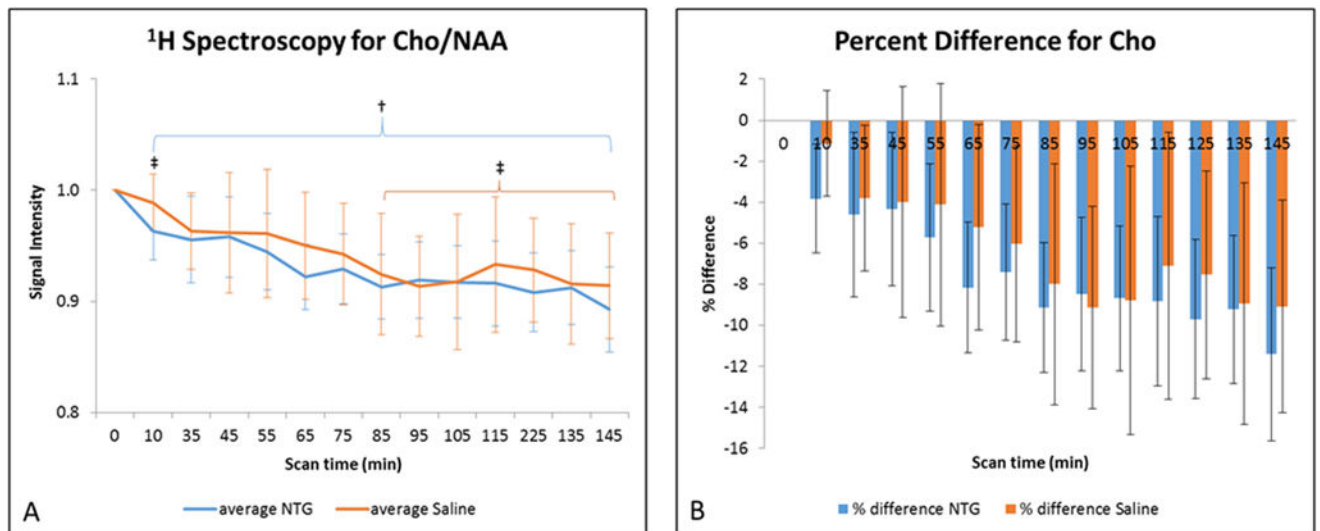 ¹H Spectroscopy for Cho/NAA
1.1
1.0
0.9
0.8
Signal Intensity
†
‡
‡
0 10 35 45 55 65 75 85 95 105 115 225 135 145
Scan time (min)
average NTG average Saline
A
Percent Difference for Cho
2
0
-2
-4
-6
-8
-10
-12
-14
-16
% Difference
0 10 35 45 55 65 75 85 95 105 115 125 135 145
Scan time (min)
% difference NTG % difference Saline
B